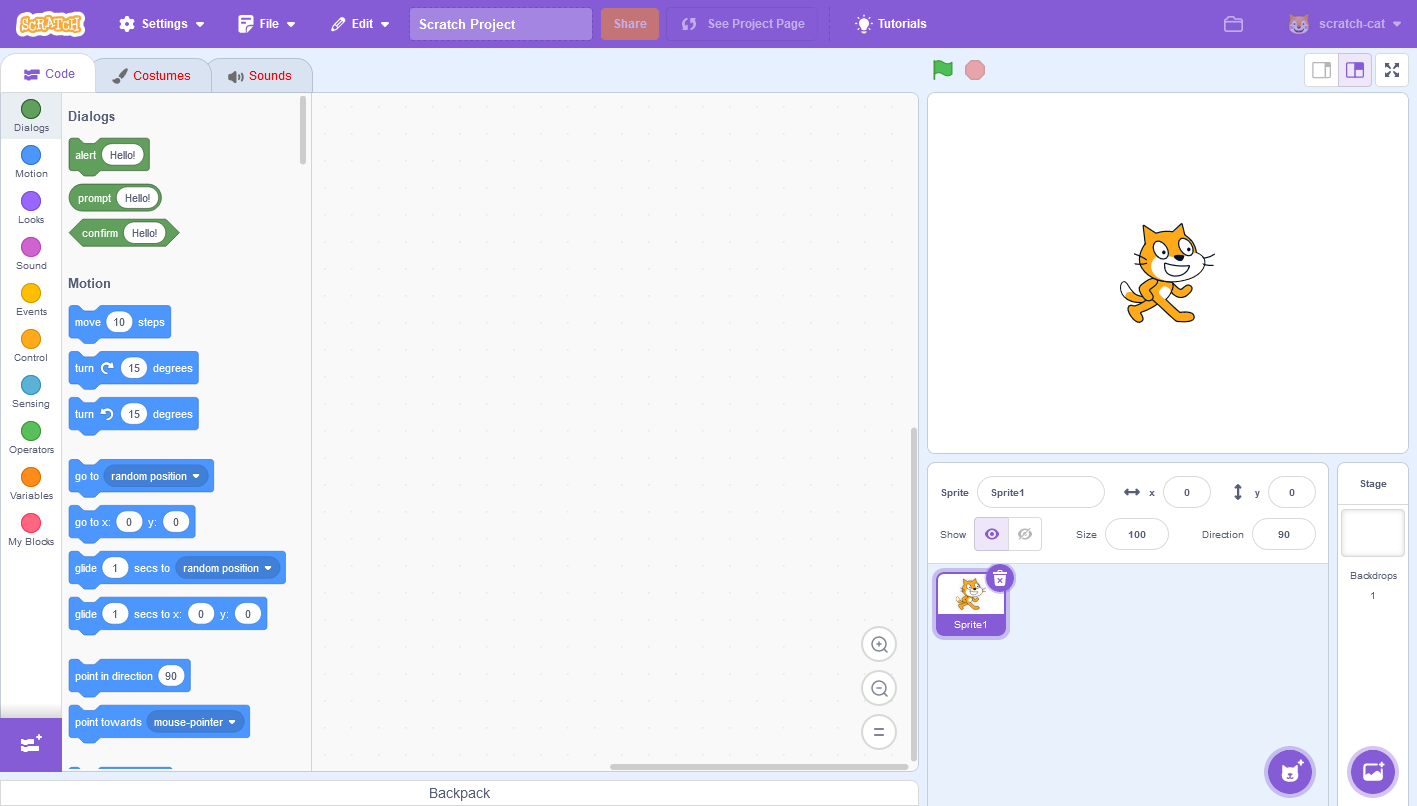 SCRATCH Settings File Edit Scratch Project Share See Project Page Tutorials scratch-cat
Code Costumes Sounds
Dialogs
Motion
Looks
Sound
Events
Control
Sensing
Operators
Variables
My Blocks
Dialogs
alert Hello!
prompt Hello!
confirm Hello!
Motion
move 10 steps
turn 15 degrees
turn 15 degrees
go to random position
go to x: 0 y: 0
glide 1 secs to random position
glide 1 secs to x: 0 y: 0
point in direction 90
point towards mouse-pointer
Backpack
Sprite Sprite1 x 0 y 0
Show Size 100 Direction 90
Sprite1
Stage
Backdrops
1